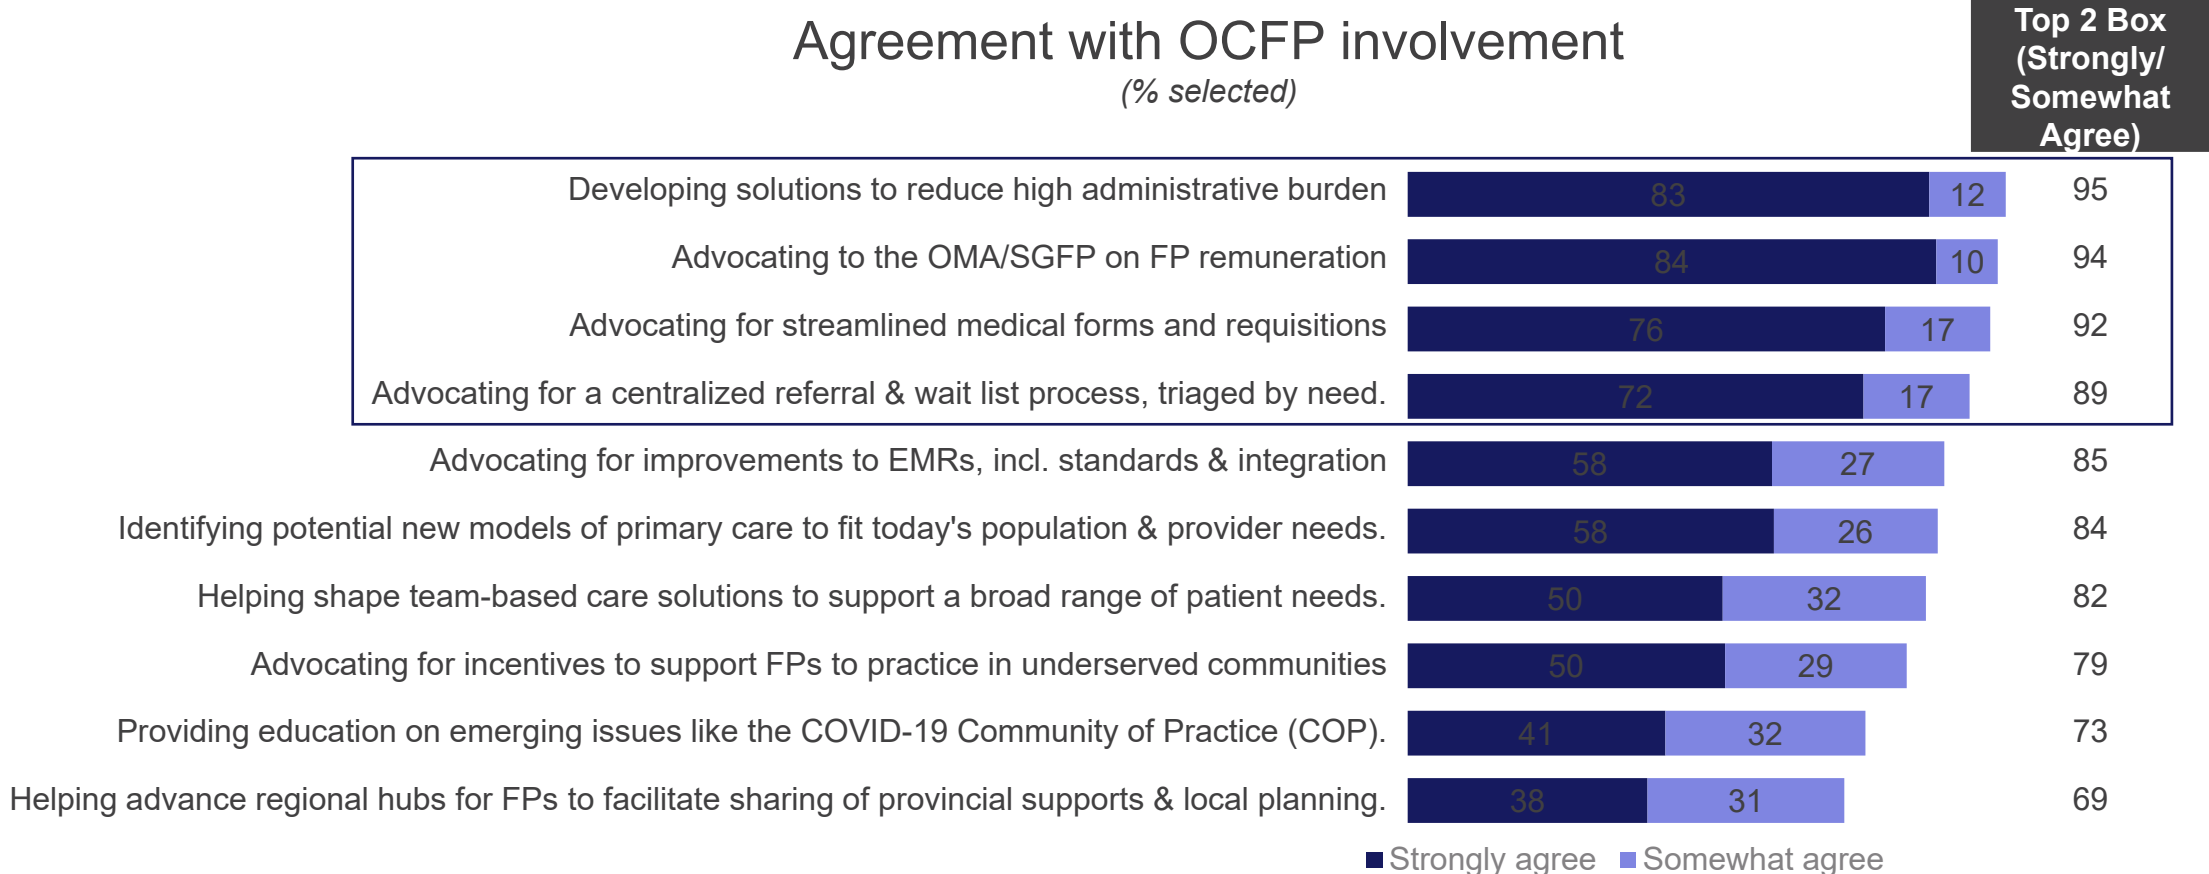 Agreement with OCFP involvement
(% selected)
Top 2 Box
(Strongly/
Somewhat
Agree)
Developing solutions to reduce high administrative burden 83 12 95
Advocating to the OMA/SGFP on FP remuneration 84 10 94
Advocating for streamlined medical forms and requisitions 76 17 92
Advocating for a centralized referral & wait list process, triaged by need. 72 17 89
Advocating for improvements to EMRs, incl. standards & integration 58 27 85
Identifying potential new models of primary care to fit today's population & provider needs. 58 26 84
Helping shape team-based care solutions to support a broad range of patient needs. 50 32 82
Advocating for incentives to support FPs to practice in underserved communities 50 29 79
Providing education on emerging issues like the COVID-19 Community of Practice (COP). 41 32 73
Helping advance regional hubs for FPs to facilitate sharing of provincial supports & local planning. 38 31 69
Strongly agree Somewhat agree